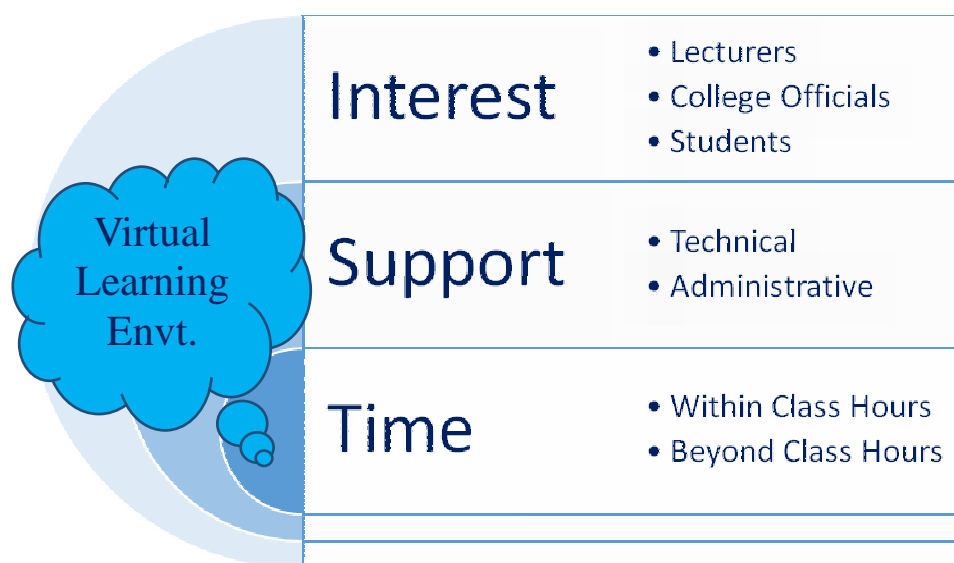 Virtual
Learning
Envt.
Interest
• Lecturers
• College Officials
• Students
Support
• Technical
• Administrative
Time
• Within Class Hours
• Beyond Class Hours